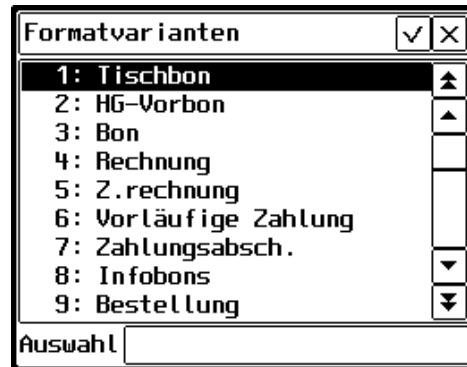 Formatvarianten
1: Tischbon
2: HG-Vorbon
3: Bon
4: Rechnung
5: Z.rechnung
6: Vorläufige Zahlung
7: Zahlungsabsch.
8: Infobons
9: Bestellung
Auswahl